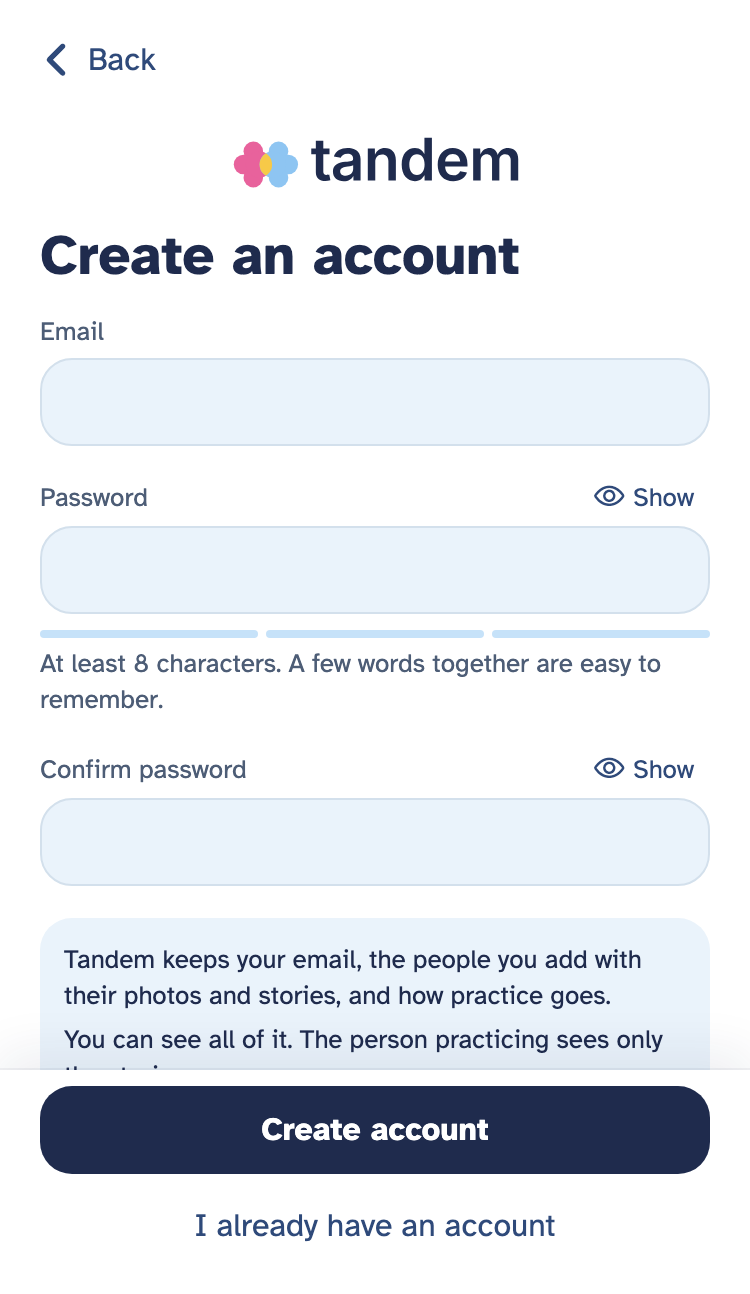 Back
tandem
Create an account
Email
Password
Show
At least 8 characters. A few words together are easy to
remember.
Confirm password
Show
Tandem keeps your email, the people you add with
their photos and stories, and how practice goes.
You can see all of it. The person practicing sees only
Create account
I already have an account